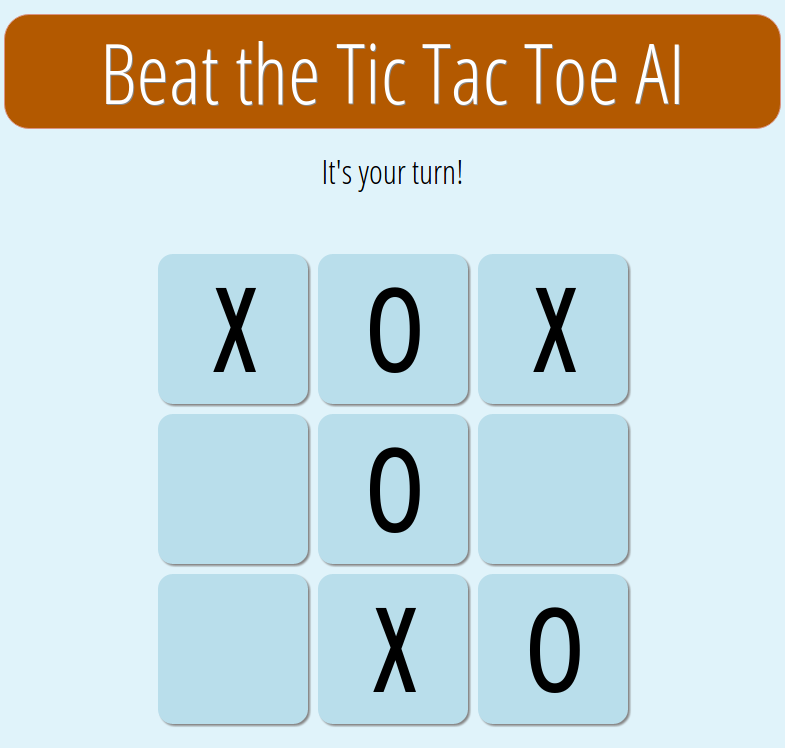 Beat the Tic Tac Toe AI
It's your turn!
X O X
O
X O